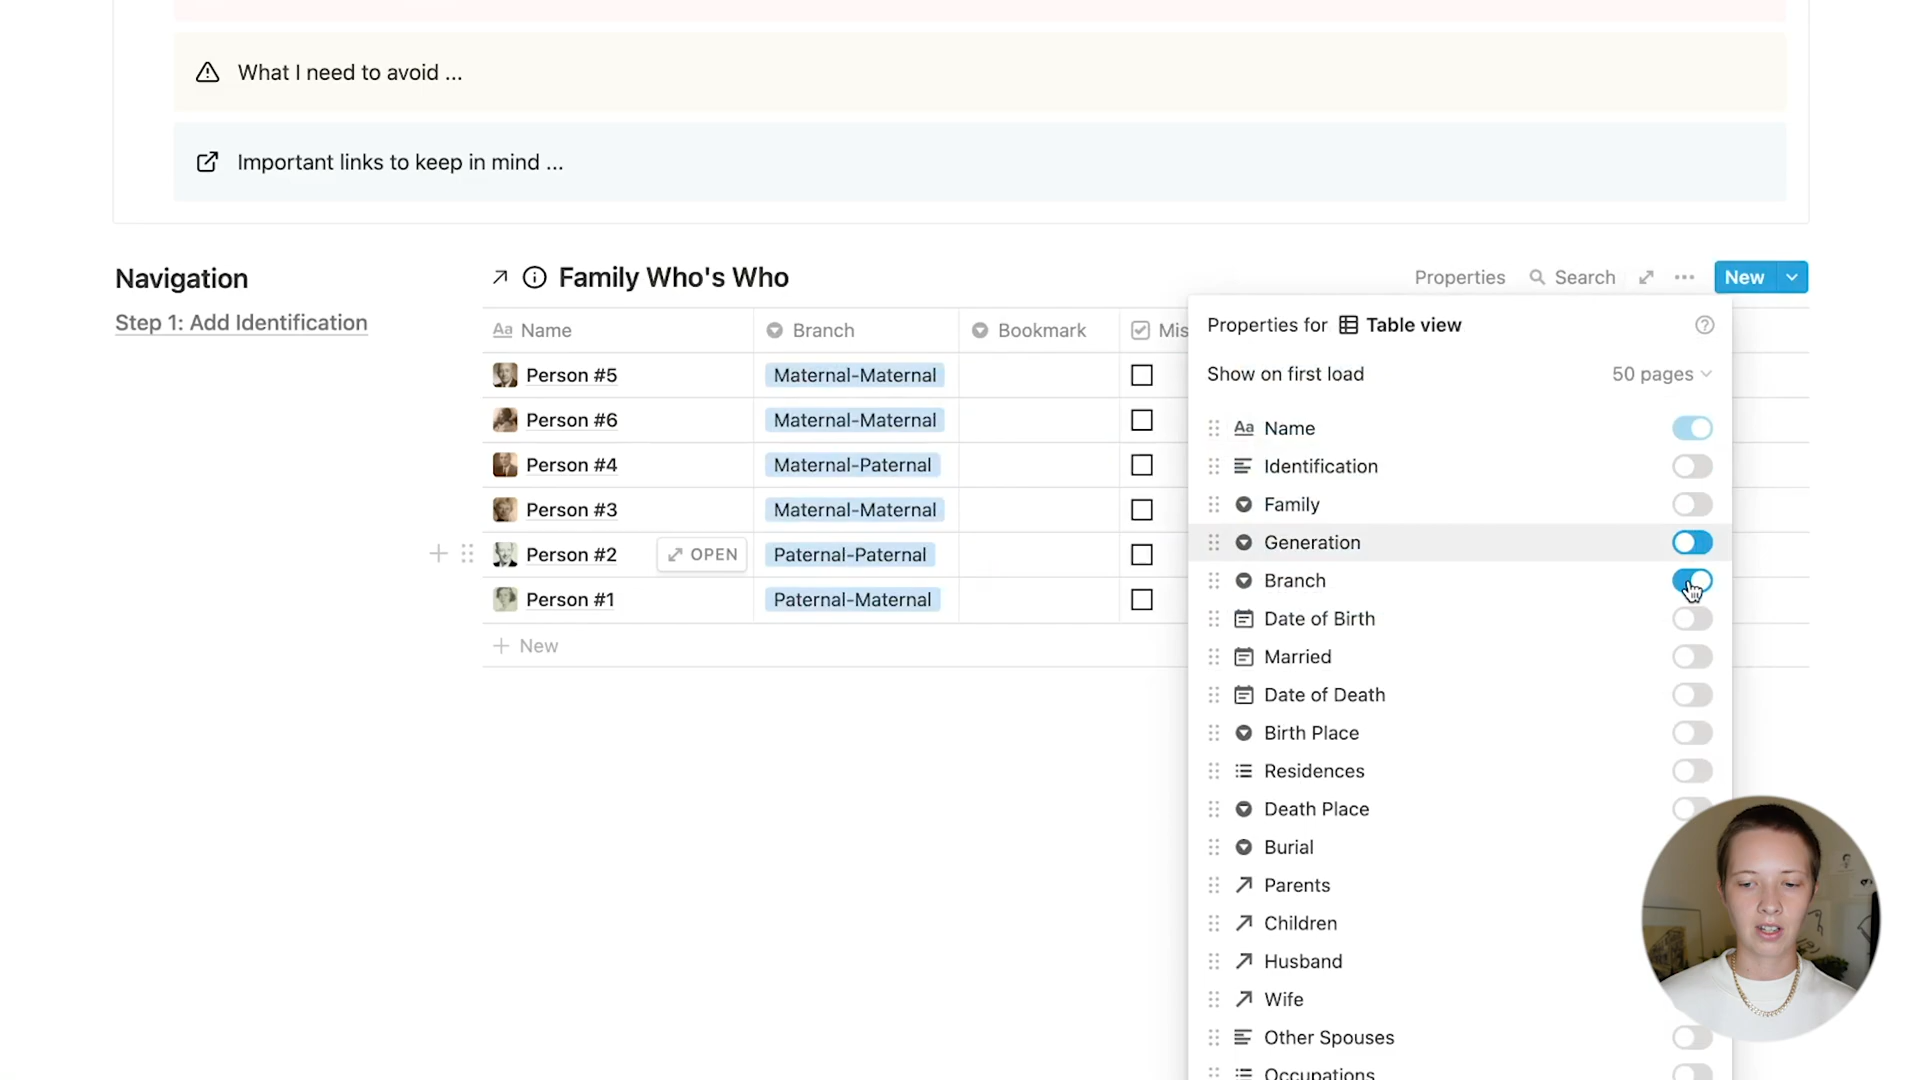 What I need to avoid ...
Important links to keep in mind ...
Navigation
Step 1: Add Identification
Family Who's Who
Properties
Search
New
Aa Name
Branch
Bookmark
Mis
Person #5
Maternal-Maternal
Person #6
Maternal-Maternal
Person #4
Maternal-Paternal
Person #3
Maternal-Maternal
Person #2
OPEN
Paternal-Paternal
Person #1
Paternal-Maternal
New
Properties for Table view
Show on first load
50 pages
Aa Name
Identification
Family
Generation
Branch
Date of Birth
Married
Date of Death
Birth Place
Residences
Death Place
Burial
Parents
Children
Husband
Wife
Other Spouses
Occupations